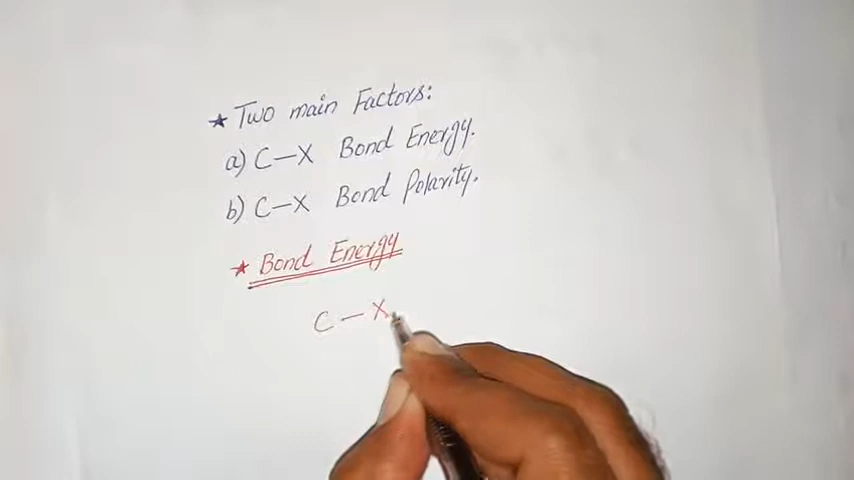 ★ Two main Factors:
a) C–X Bond Energy.
b) C–X Bond Polarity.
★ Bond Energy
C – X